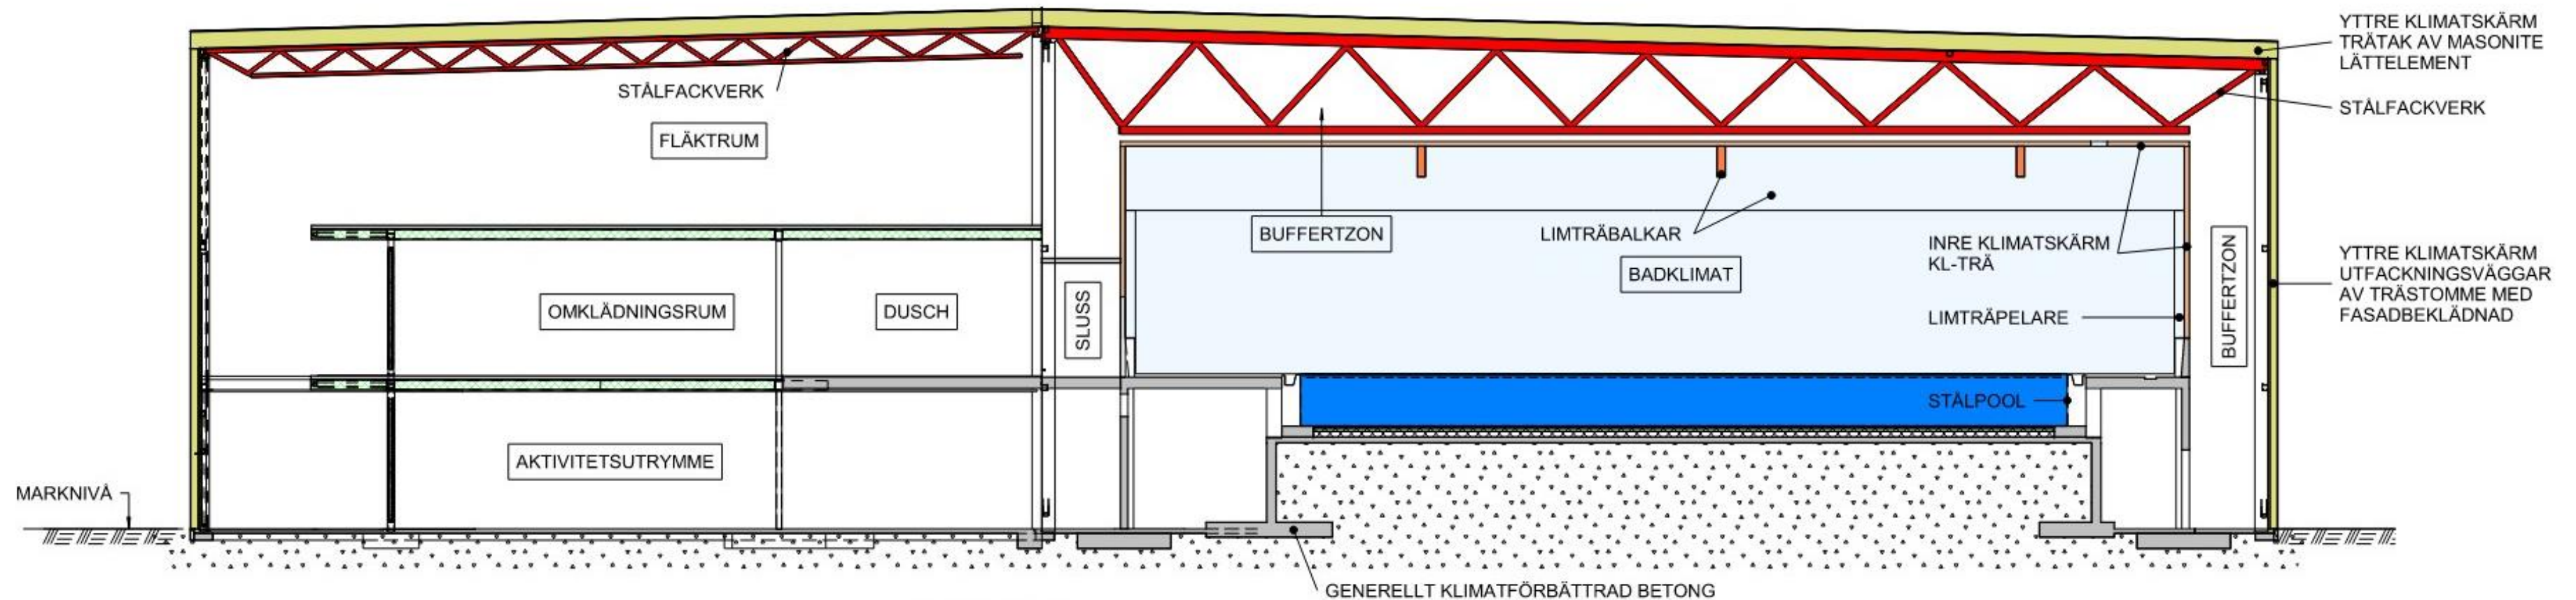 YTTRE KLIMATSKÄRM
TRÄTAK AV MASONITE
LÄTTELEMENT
STÅLFACKVERK
STÅLFACKVERK
FLÄKTRUM
BUFFERTZON
LIMTRÄBALKAR
INRE KLIMATSKÄRM
KL-TRÄ
BADKLIMAT
BUFFERTZON
YTTRE KLIMATSKÄRM
UTFACKNINGSVÄGGAR
AV TRÄSTOMME MED
FASADBEKLÄDNAD
OMKLÄDNINGSRUM
DUSCH
SLUSS
LIMTRÄPELARE
STÅLPOOL
AKTIVITETSUTRYMME
MARKNIVÅ
GENERELLT KLIMATFÖRBÄTTRAD BETONG